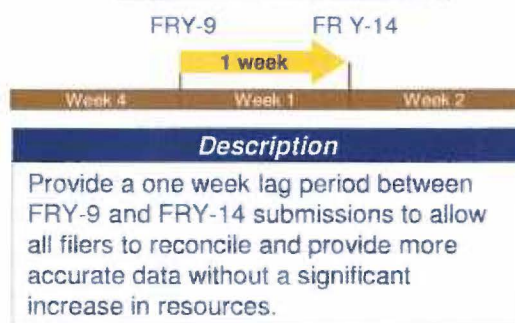 FRY-9 FR Y-14
1 week
Week 4 Week 1 Week 2
Description
Provide a one week lag period between
FRY-9 and FRY-14 submissions to allow
all filers to reconcile and provide more
accurate data without a significant
increase in resources.